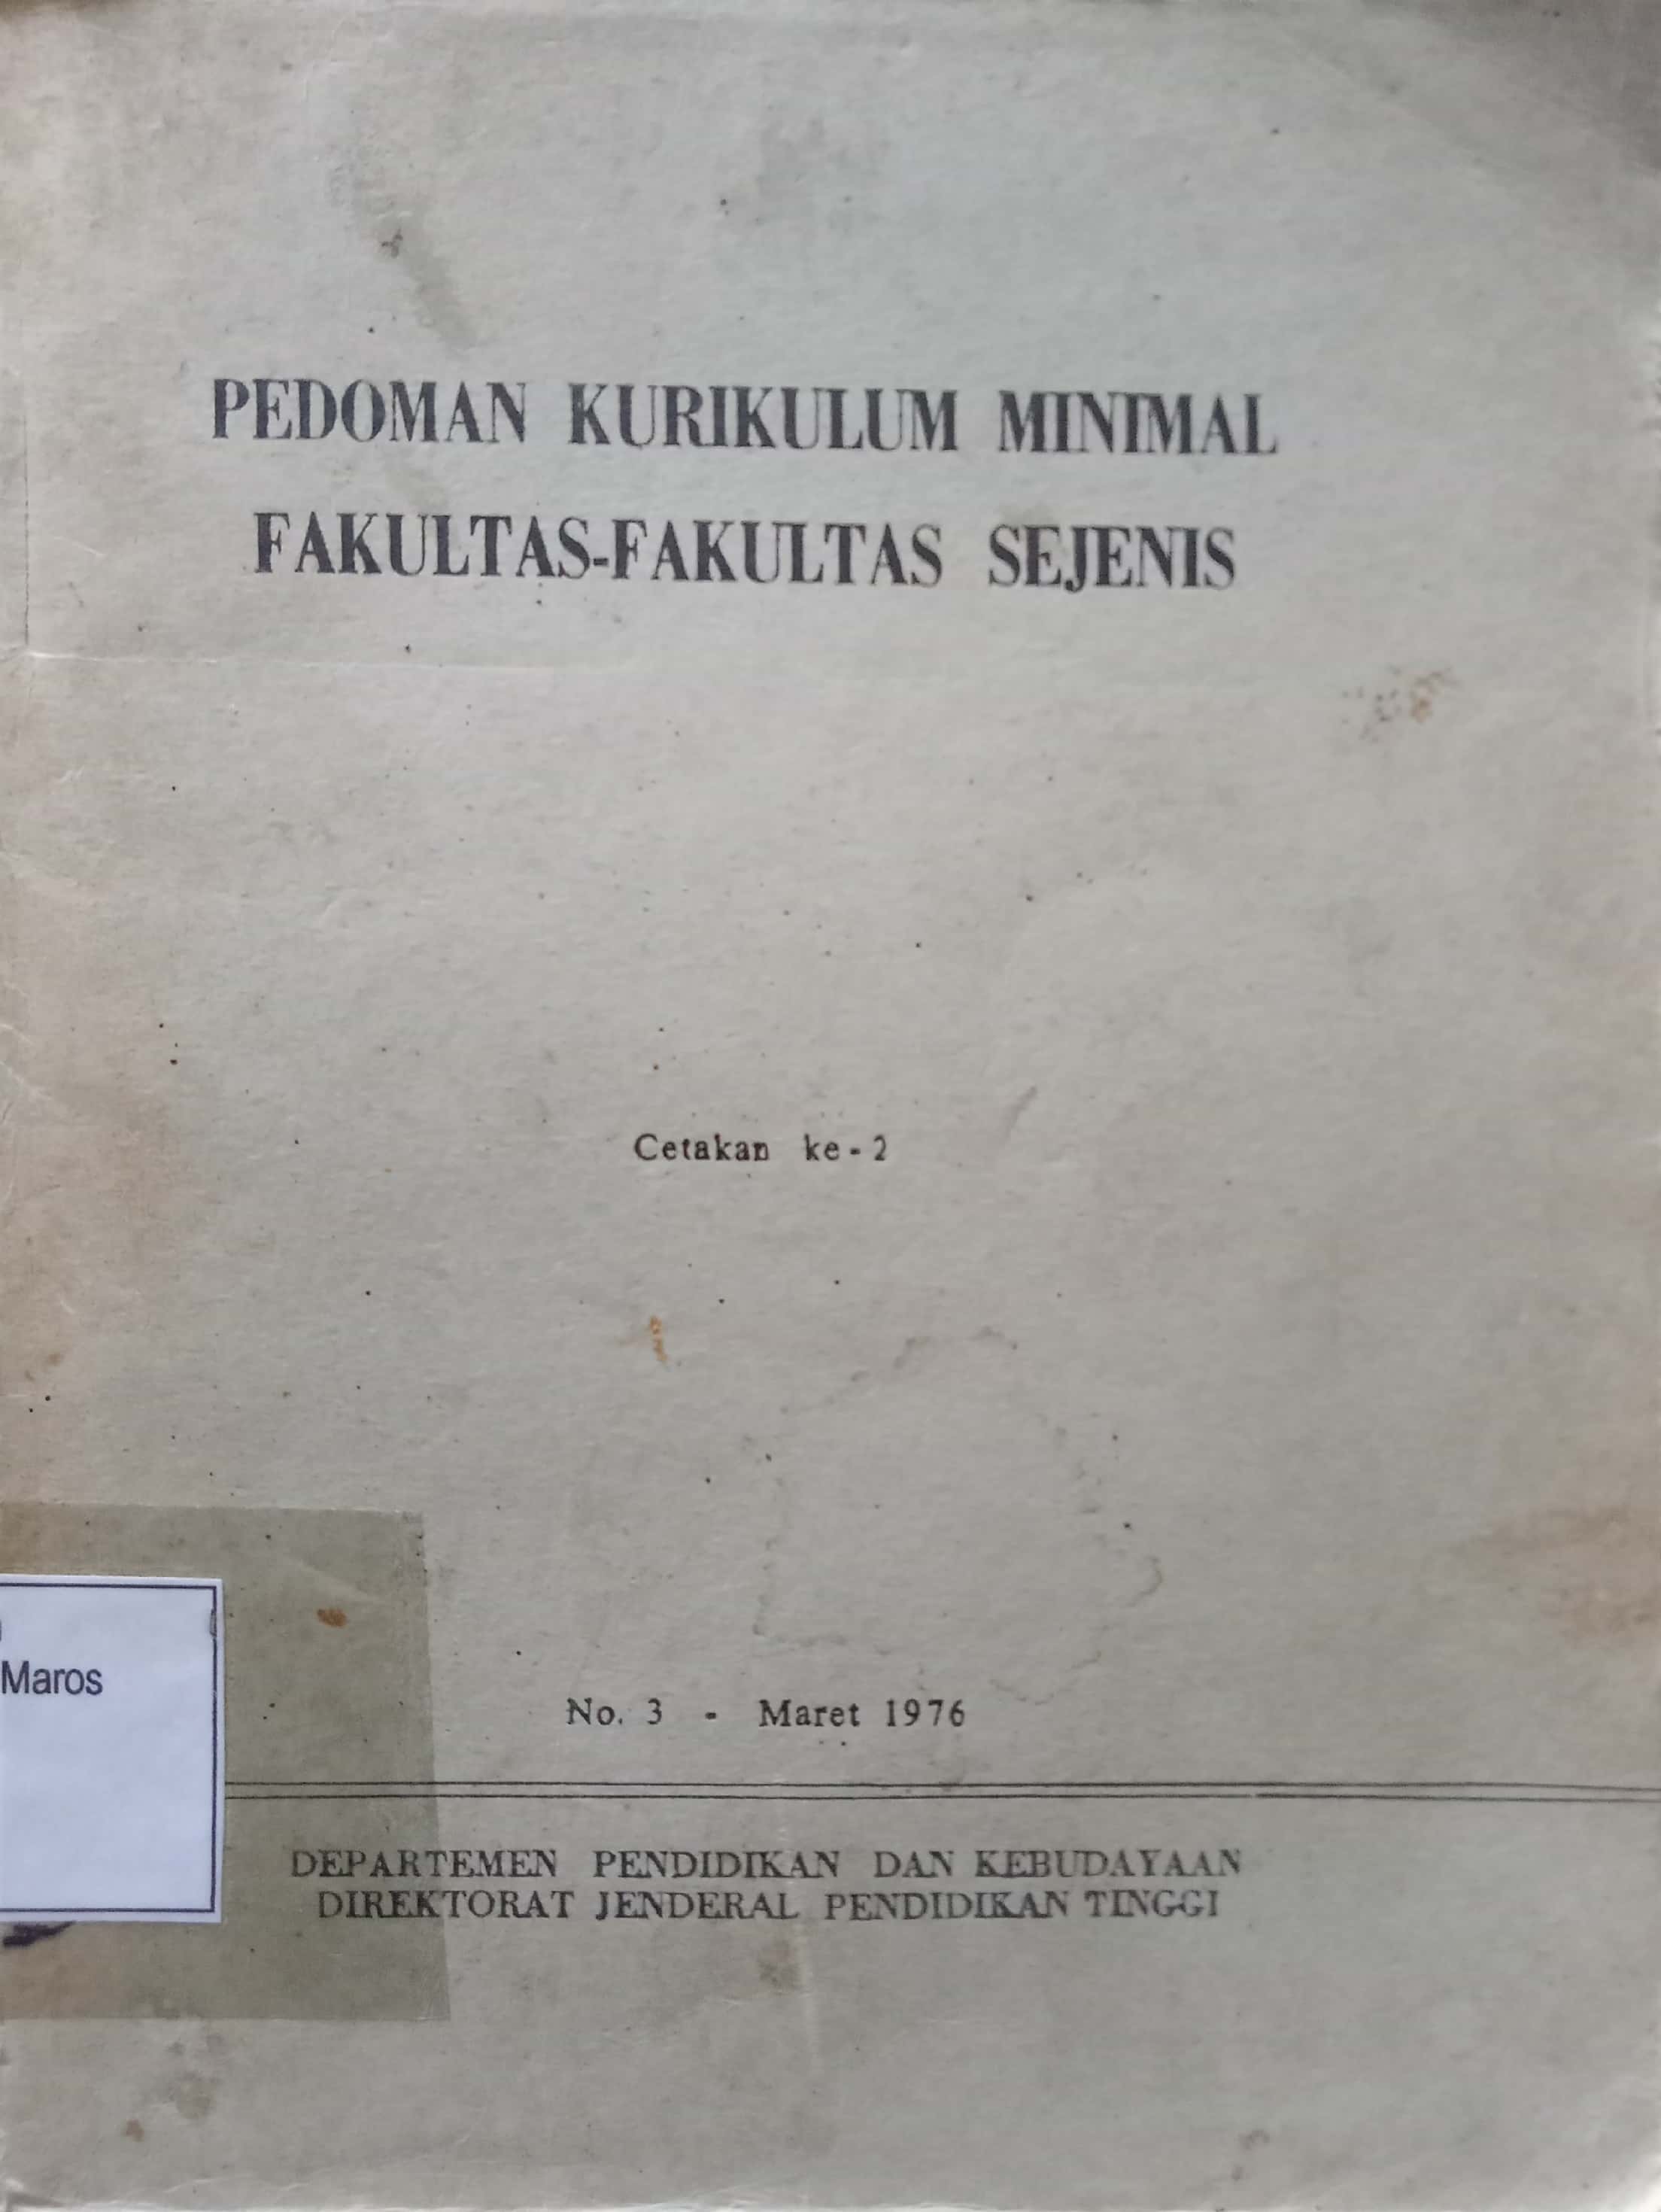 PEDOMAN KURIKULUM MINIMAL
FAKULTAS-FAKULTAS SEJENIS
Cetakan ke-2
Maros
No. 3 - Maret 1976
DEPARTEMEN PENDIDIKAN DAN KEBUDAYAAN
DIREKTORAT JENDERAL PENDIDIKAN TINGGI